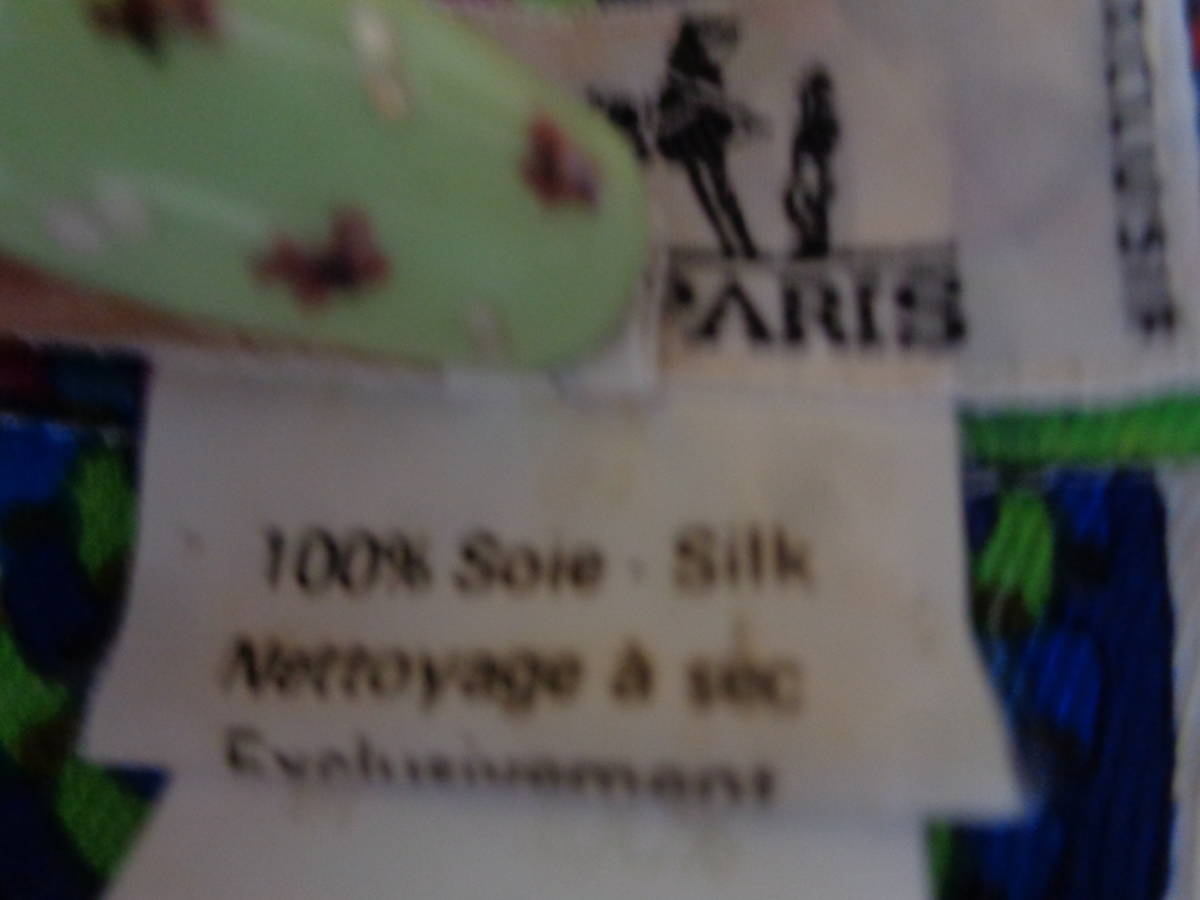 PARIS
100% Soie - Silk
Nettoyage à sec
Exclusivement